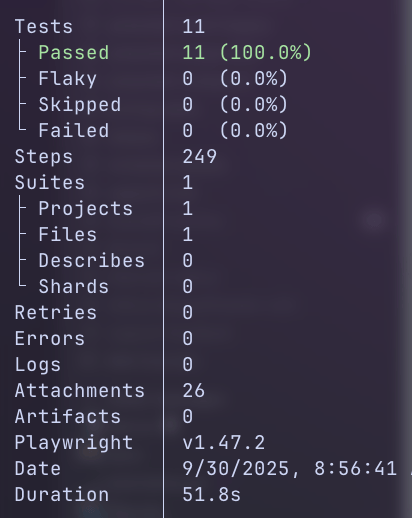 Tests 11
Passed 11 (100.0%)
Flaky 0 (0.0%)
Skipped 0 (0.0%)
Failed 0 (0.0%)
Steps 249
Suites 1
Projects 1
Files 1
Describes 0
Shards 0
Retries 0
Errors 0
Logs 0
Attachments 26
Artifacts 0
Playwright v1.47.2
Date 9/30/2025, 8:56:41
Duration 51.8s